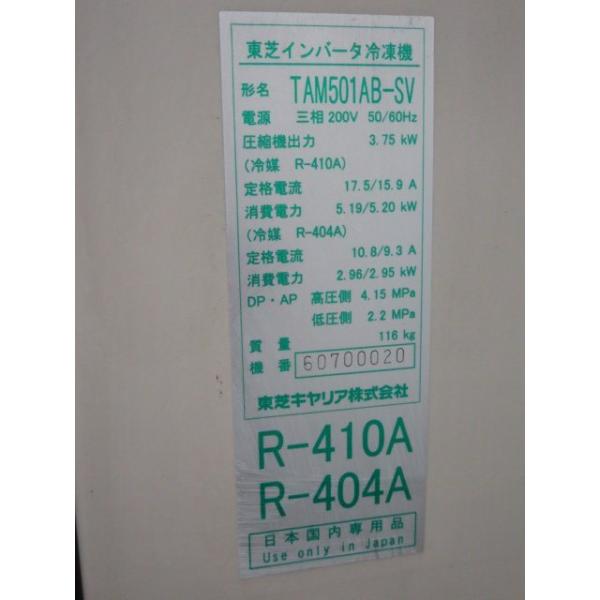 東芝インバータ冷凍機
形名 TAM501AB-SV
電源 三相 200V 50/60Hz
圧縮機出力 3.75 kW
(冷媒 R-410A)
定格電流 17.5/15.9 A
消費電力 5.19/5.20 kW
(冷媒 R-404A)
定格電流 10.8/9.3 A
消費電力 2.96/2.95 kW
DP・AP 高圧側 4.15 MPa
低圧側 2.2 MPa
質量 116 kg
機番 60700020
東芝キヤリア株式会社
R-410A
R-404A
日本国内専用品
Use only in Japan